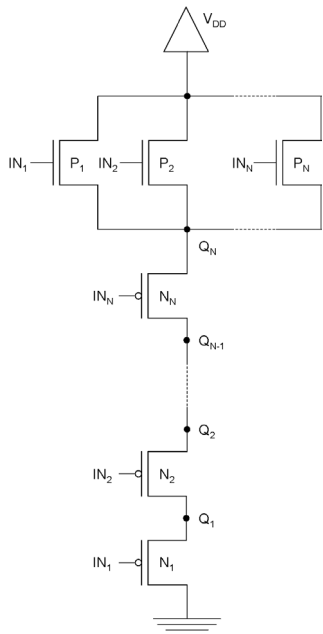 V_DD
IN_1 P_1 IN_2 P_2 IN_N P_N
Q_N
IN_N N_N
Q_N-1
Q_2
IN_2 N_2
Q_1
IN_1 N_1